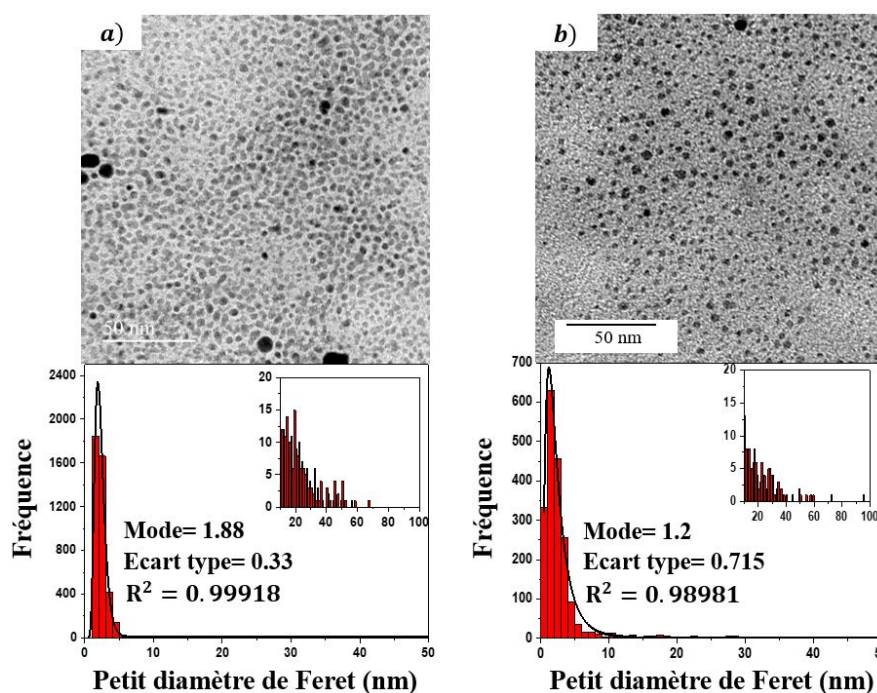 a)
50 nm
2400
2000
1600
1200
800
400
0
0 10 20 30 40 50
20
15
10
5
0
20 40 60 80 100
Mode= 1.88
Ecart type= 0.33
R² = 0.99918
Fréquence
Petit diamètre de Feret (nm)
b)
50 nm
700
600
500
400
300
200
100
0
0 10 20 30 40 50
20
15
10
5
0
20 40 60 80 100
Mode= 1.2
Ecart type= 0.715
R² = 0.98981
Fréquence
Petit diamètre de Feret (nm)